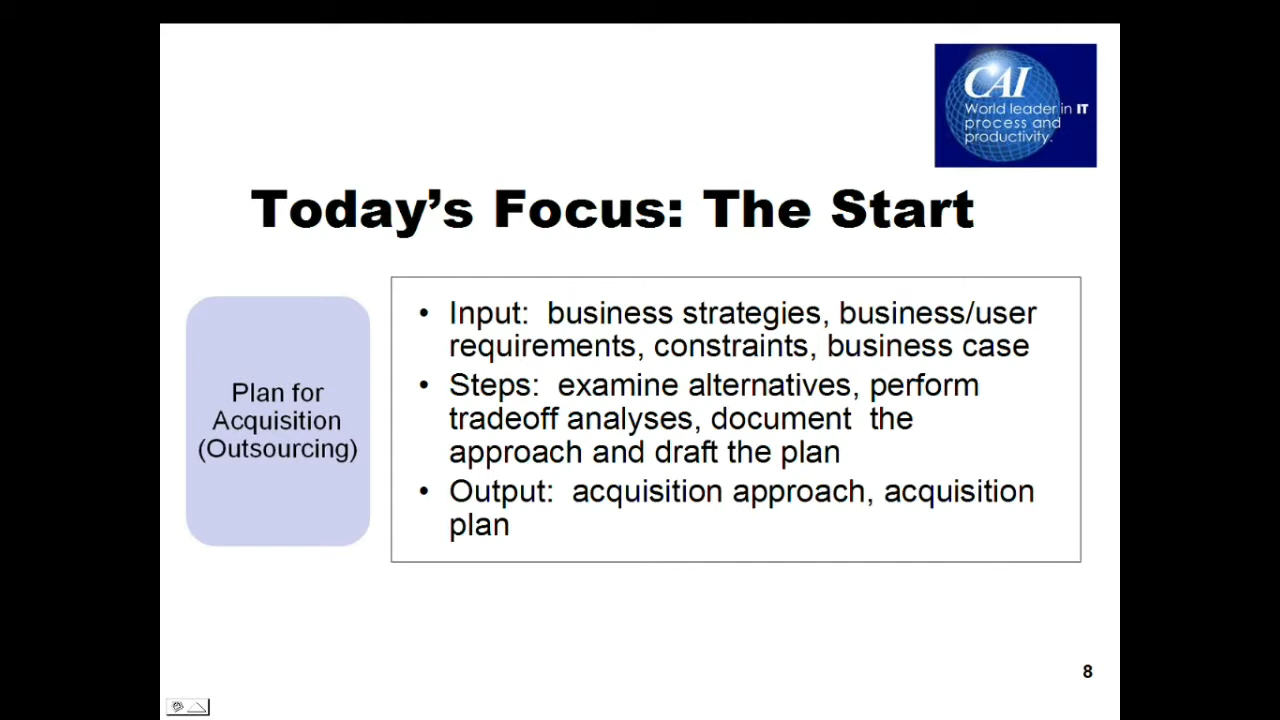 CAI
World leader in IT
process and
productivity.
Today’s Focus: The Start
Plan for
Acquisition
(Outsourcing)
• Input:  business strategies, business/user
requirements, constraints, business case
• Steps:  examine alternatives, perform
tradeoff analyses, document  the
approach and draft the plan
• Output:  acquisition approach, acquisition
plan
8